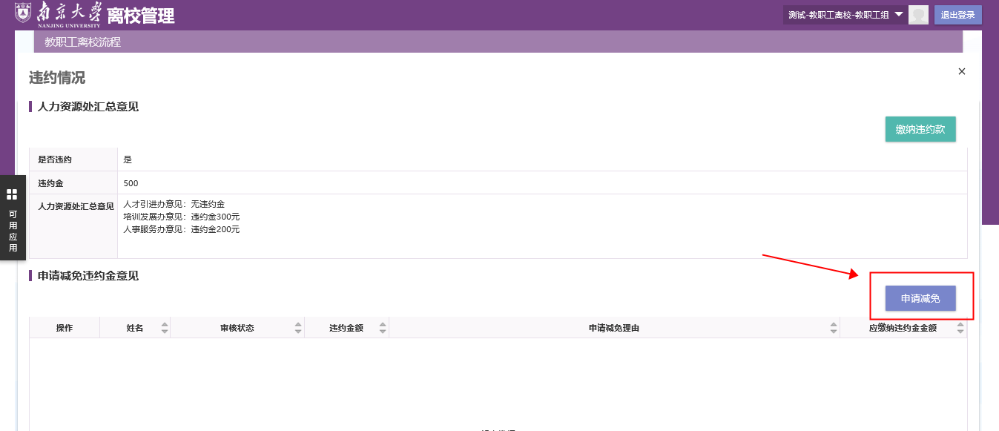 南京大学 离校管理
NANJING UNIVERSITY
测试-教职工离校-教职工组
退出登录
教职工离校流程
违约情况
×
人力资源处汇总意见
缴纳违约款
是否违约 是
违约金 500
人力资源处汇总意见 人才引进办意见：无违约金
培训发展办意见：违约金300元
人事服务办意见：违约金200元
可用应用
申请减免违约金意见
申请减免
操作 姓名 审核状态 违约金额 申请减免理由 应缴纳违约金金额